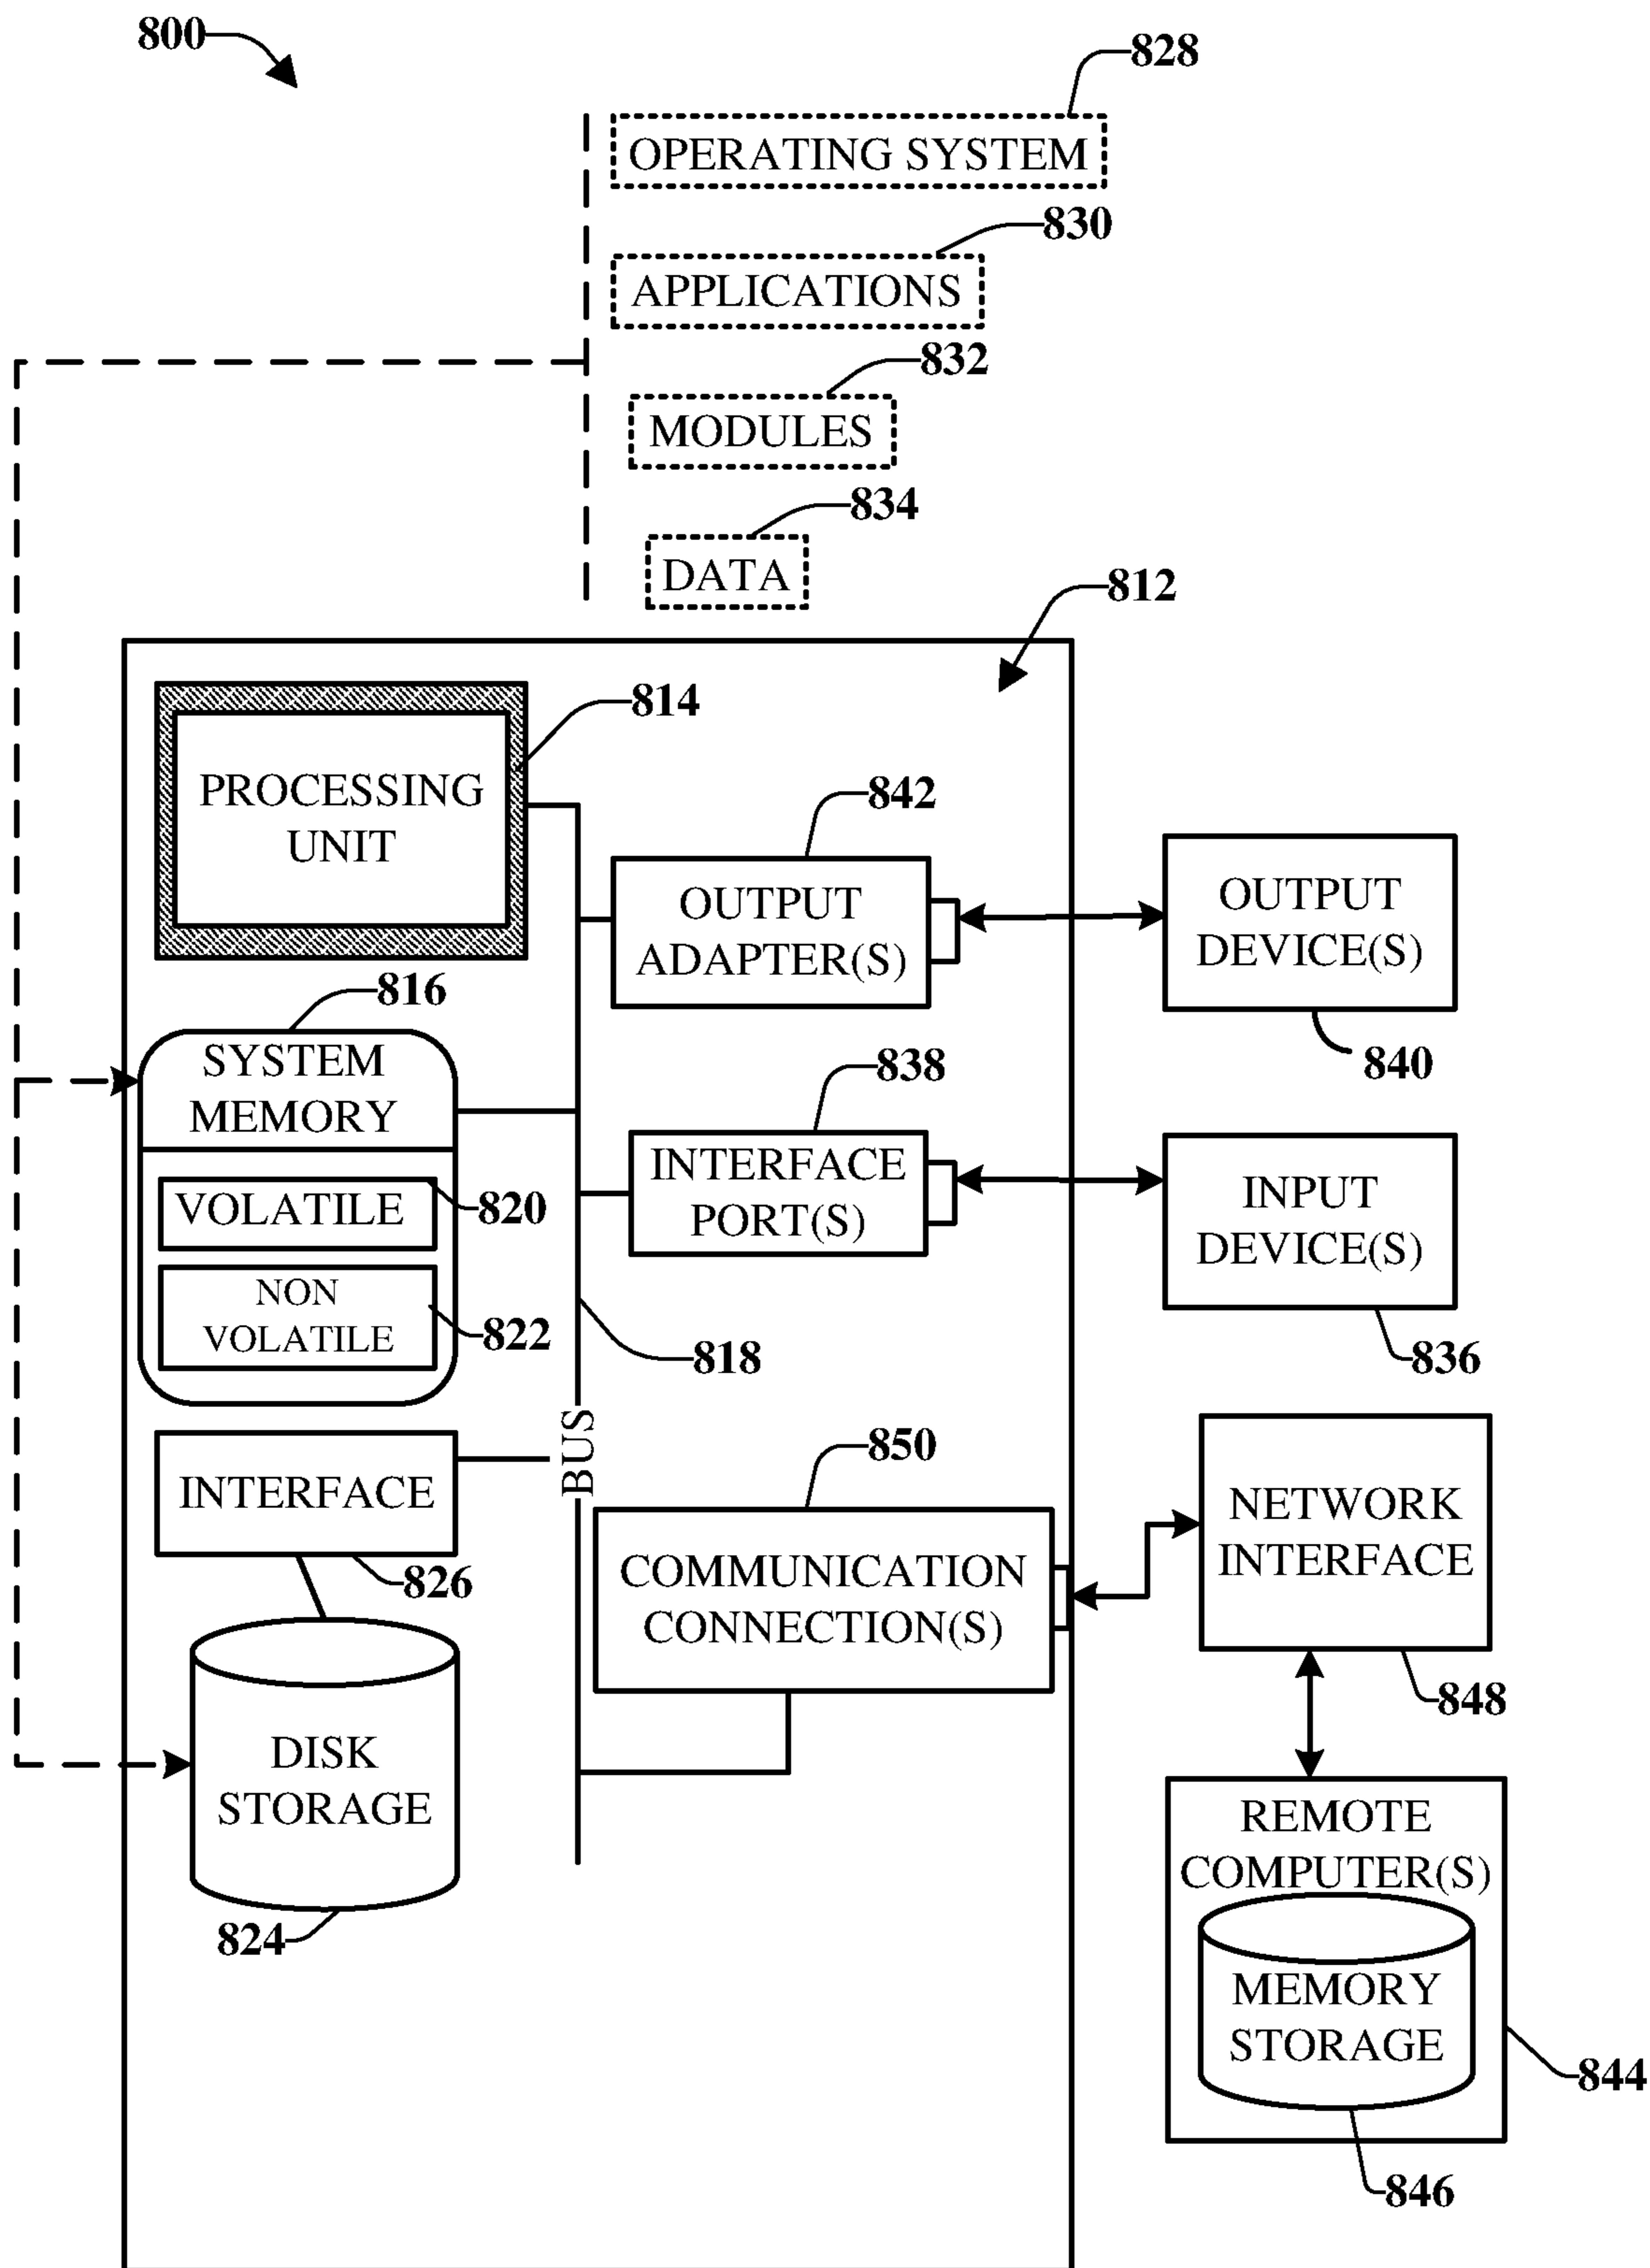 800
828
OPERATING SYSTEM
830
APPLICATIONS
832
MODULES
834
DATA
812
814
PROCESSING
UNIT
842
OUTPUT
ADAPTER(S)
OUTPUT
DEVICE(S)
840
816
SYSTEM
MEMORY
VOLATILE
820
NON
VOLATILE
822
838
INTERFACE
PORT(S)
INPUT
DEVICE(S)
836
818
BUS
INTERFACE
826
850
COMMUNICATION
CONNECTION(S)
NETWORK
INTERFACE
848
DISK
STORAGE
824
REMOTE
COMPUTER(S)
MEMORY
STORAGE
844
846